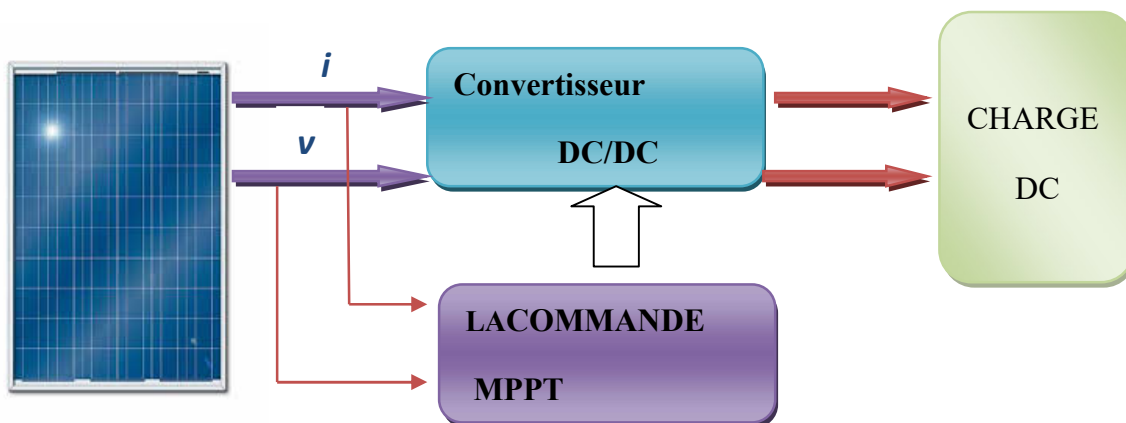 i
v
Convertisseur
DC/DC
CHARGE
DC
LACOMMANDE
MPPT